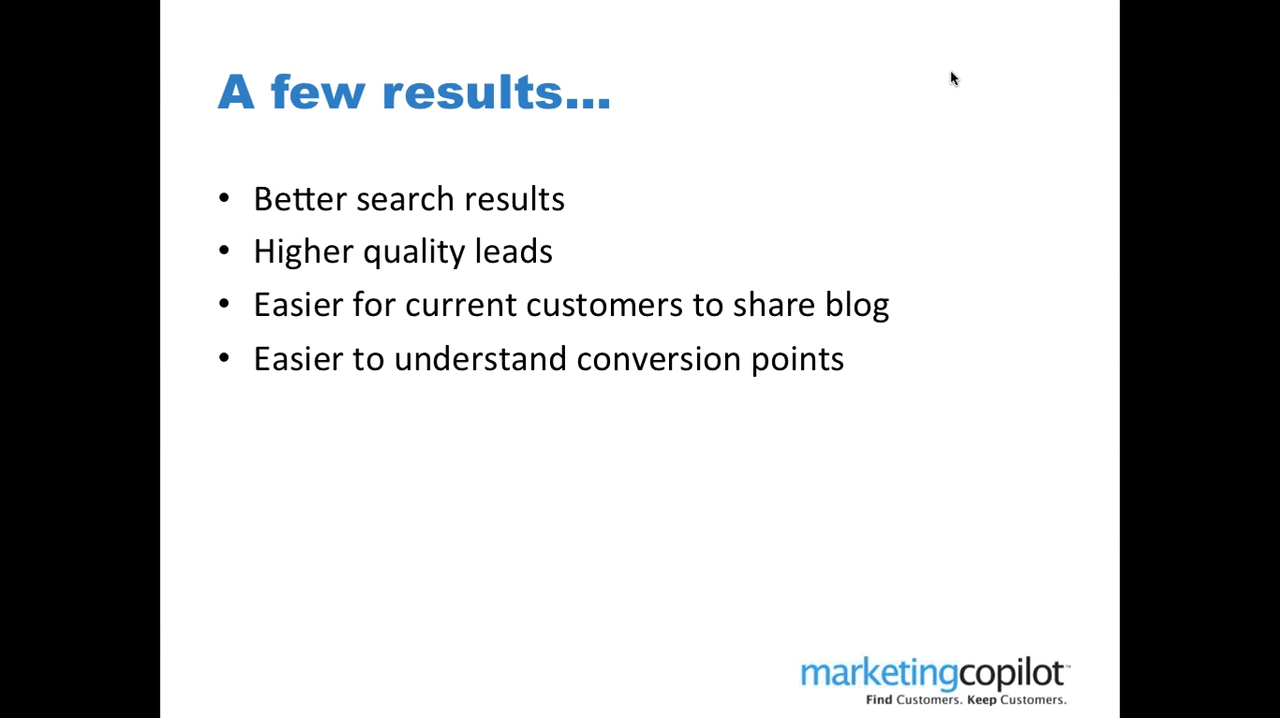 A few results...
• Better search results
• Higher quality leads
• Easier for current customers to share blog
• Easier to understand conversion points
marketingcopilot™
Find Customers. Keep Customers.